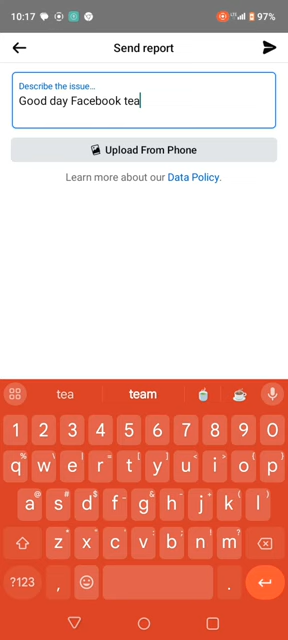 10:17
97%
Send report
Describe the issue...
Good day Facebook tea
Upload From Phone
Learn more about our Data Policy.
tea team
1 2 3 4 5 6 7 8 9 0
q w e r t y u i o p
a s d f g h j k l
z x c v b n m
?123 , .